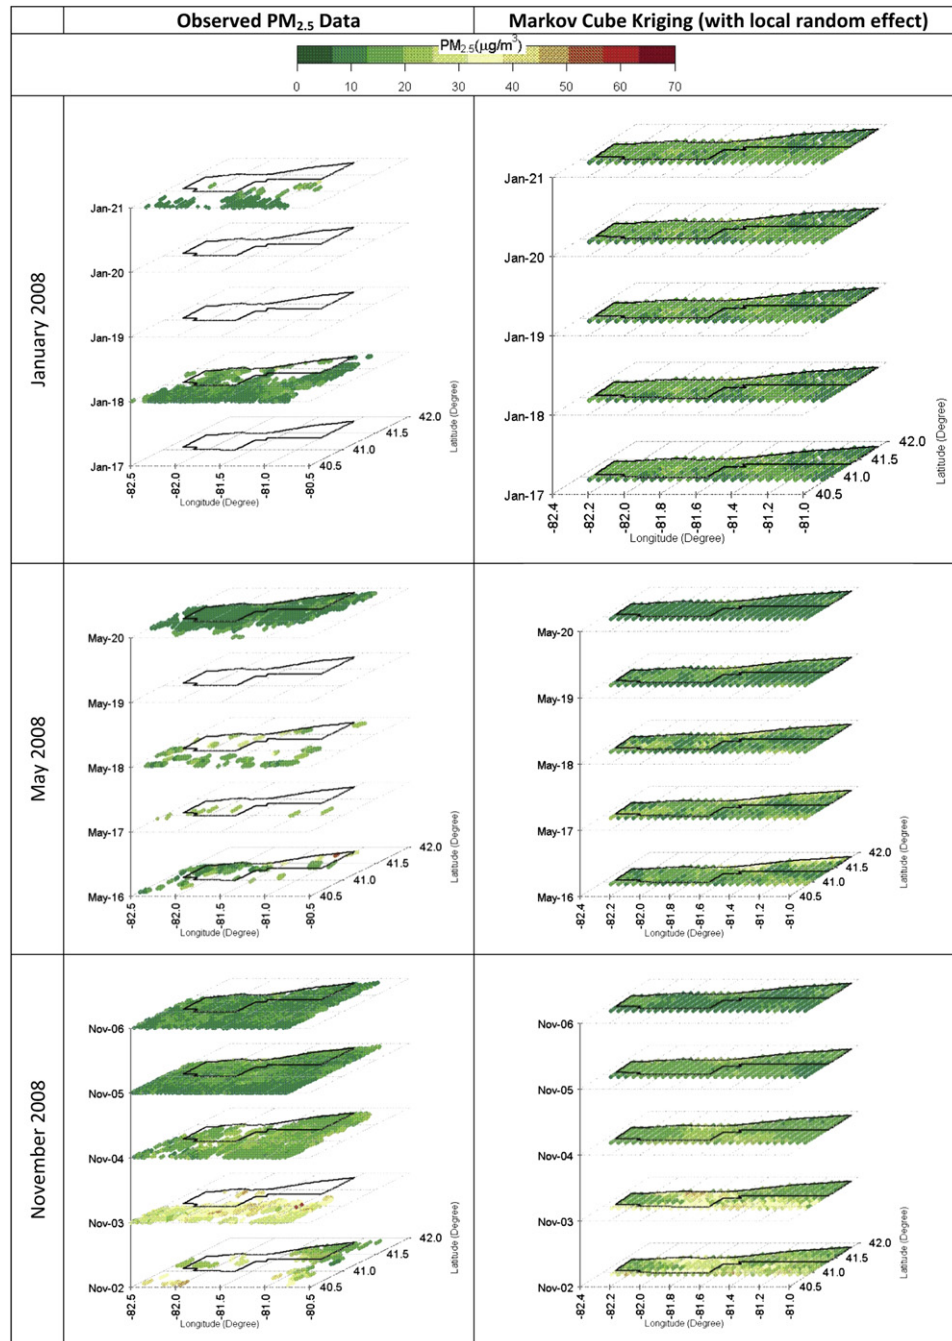 Observed PM2.5 Data
Markov Cube Kriging (with local random effect)
PM2.5(μg/m3)
0 10 20 30 40 50 60 70
January 2008
Jan-21
Jan-20
Jan-19
Jan-18
Jan-17
-82.5 -82.0 -81.5 -81.0 -80.5
Longitude (Degree)
40.5 41.0 41.5 42.0
Latitude (Degree)
Jan-21
Jan-20
Jan-19
Jan-18
Jan-17
-82.4 -82.2 -82.0 -81.8 -81.6 -81.4 -81.2 -81.0
Longitude (Degree)
40.5 41.0 41.5 42.0
Latitude (Degree)
May 2008
May-20
May-19
May-18
May-17
May-16
-82.5 -82.0 -81.5 -81.0 -80.5
Longitude (Degree)
40.5 41.0 41.5 42.0
Latitude (Degree)
May-20
May-19
May-18
May-17
May-16
-82.4 -82.2 -82.0 -81.8 -81.6 -81.4 -81.2 -81.0
Longitude (Degree)
40.5 41.0 41.5 42.0
Latitude (Degree)
November 2008
Nov-06
Nov-05
Nov-04
Nov-03
Nov-02
-82.5 -82.0 -81.5 -81.0 -80.5
Longitude (Degree)
40.5 41.0 41.5 42.0
Latitude (Degree)
Nov-06
Nov-05
Nov-04
Nov-03
Nov-02
-82.4 -82.2 -82.0 -81.8 -81.6 -81.4 -81.2 -81.0
Longitude (Degree)
40.5 41.0 41.5 42.0
Latitude (Degree)